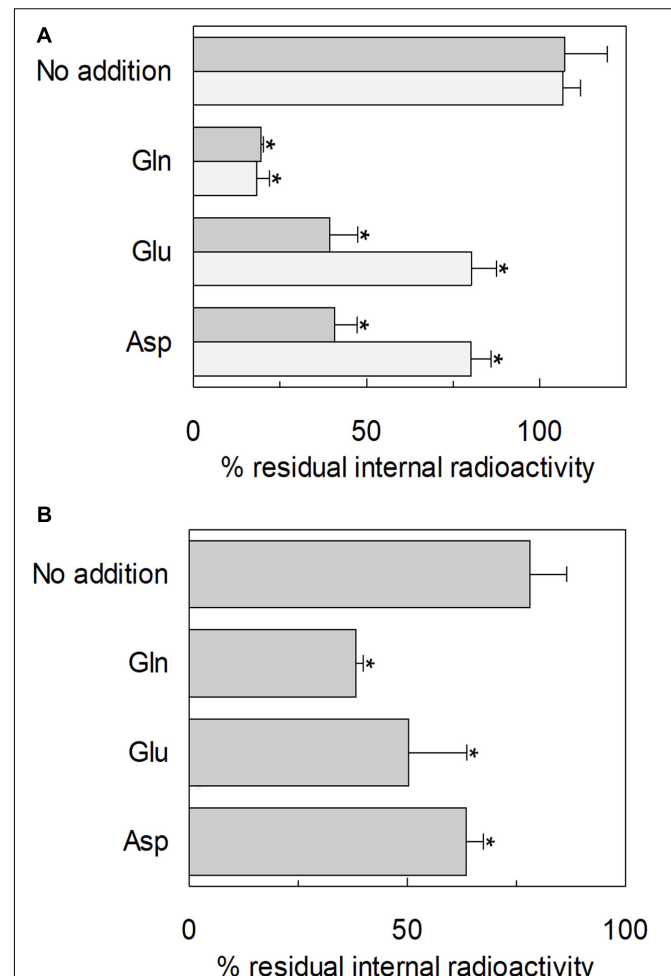 A
No addition
*
Gln
*
*
Glu
*
*
Asp
*
0 50 100
% residual internal radioactivity
B
No addition
Gln
*
Glu
*
Asp
*
0 50 100
% residual internal radioactivity